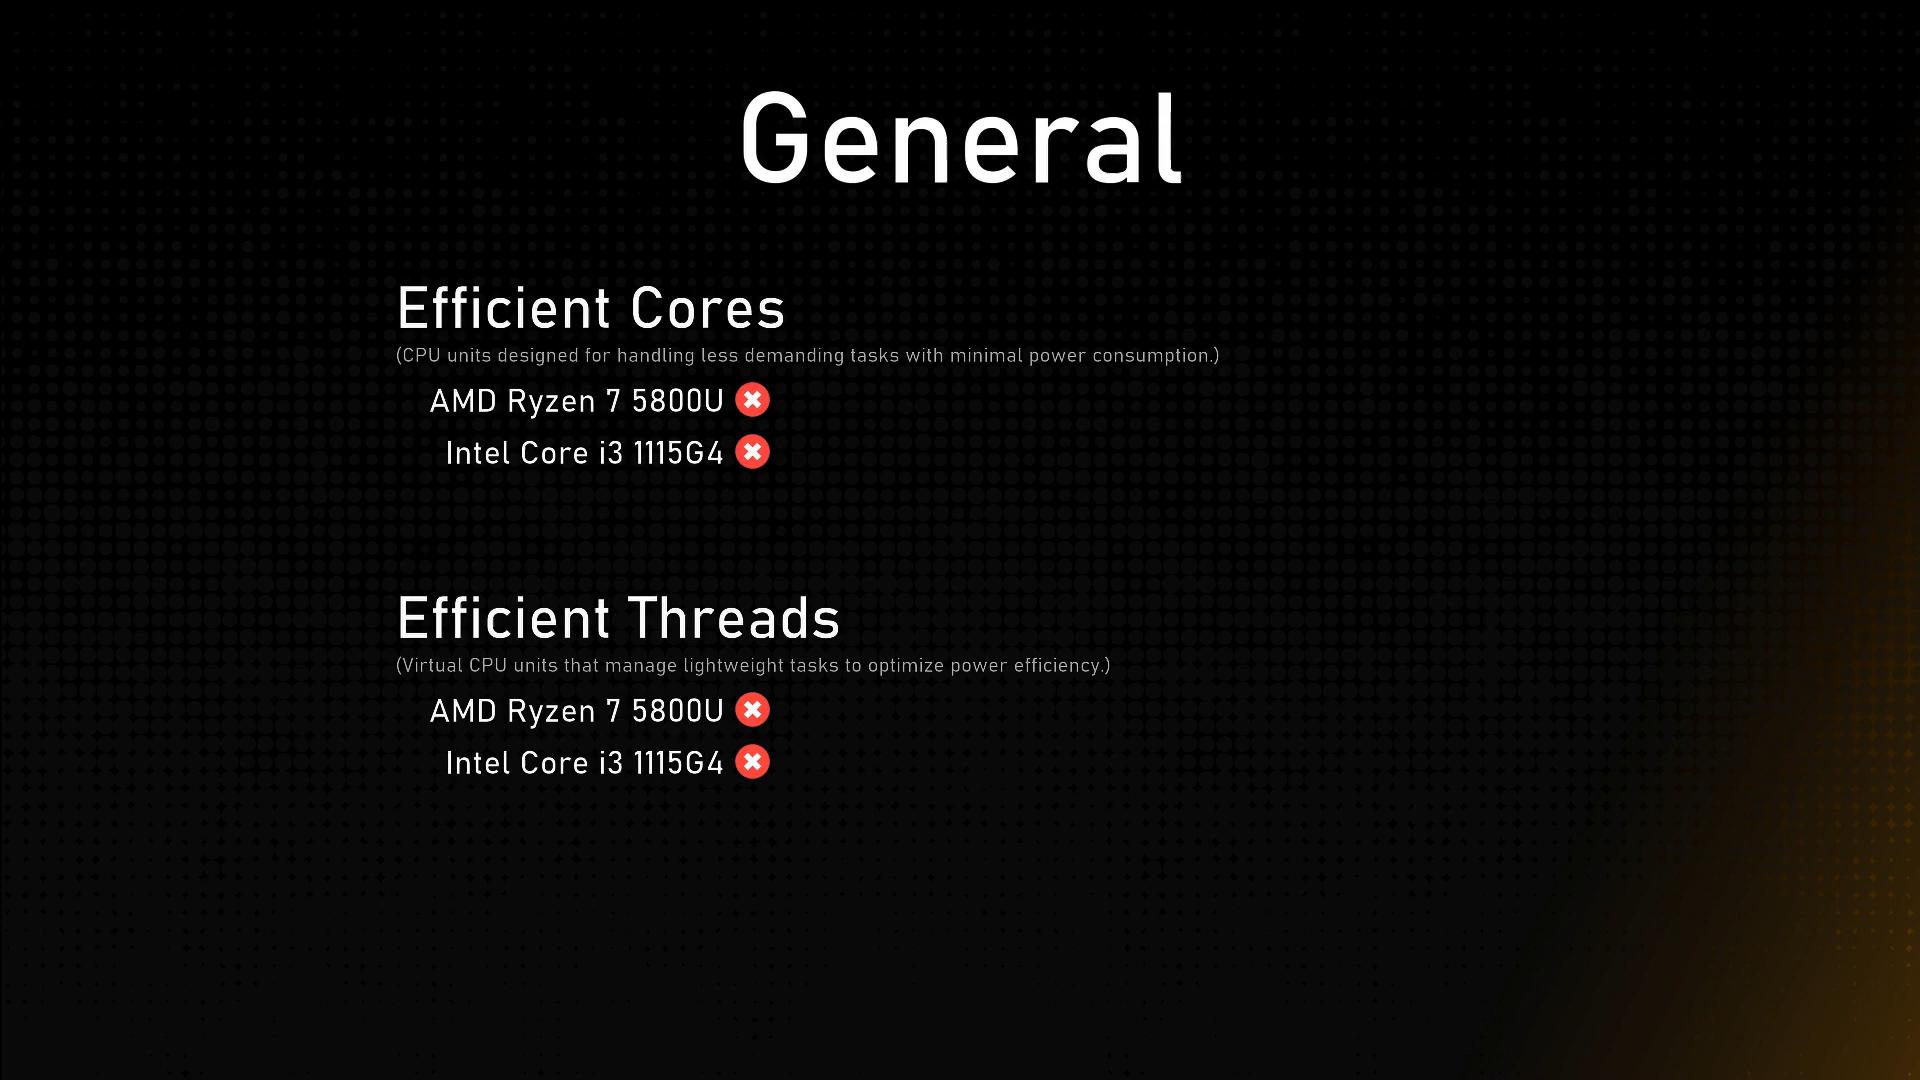 General
Efficient Cores
(CPU units designed for handling less demanding tasks with minimal power consumption.)
AMD Ryzen 7 5800U
Intel Core i3 1115G4
Efficient Threads
(Virtual CPU units that manage lightweight tasks to optimize power efficiency.)
AMD Ryzen 7 5800U
Intel Core i3 1115G4